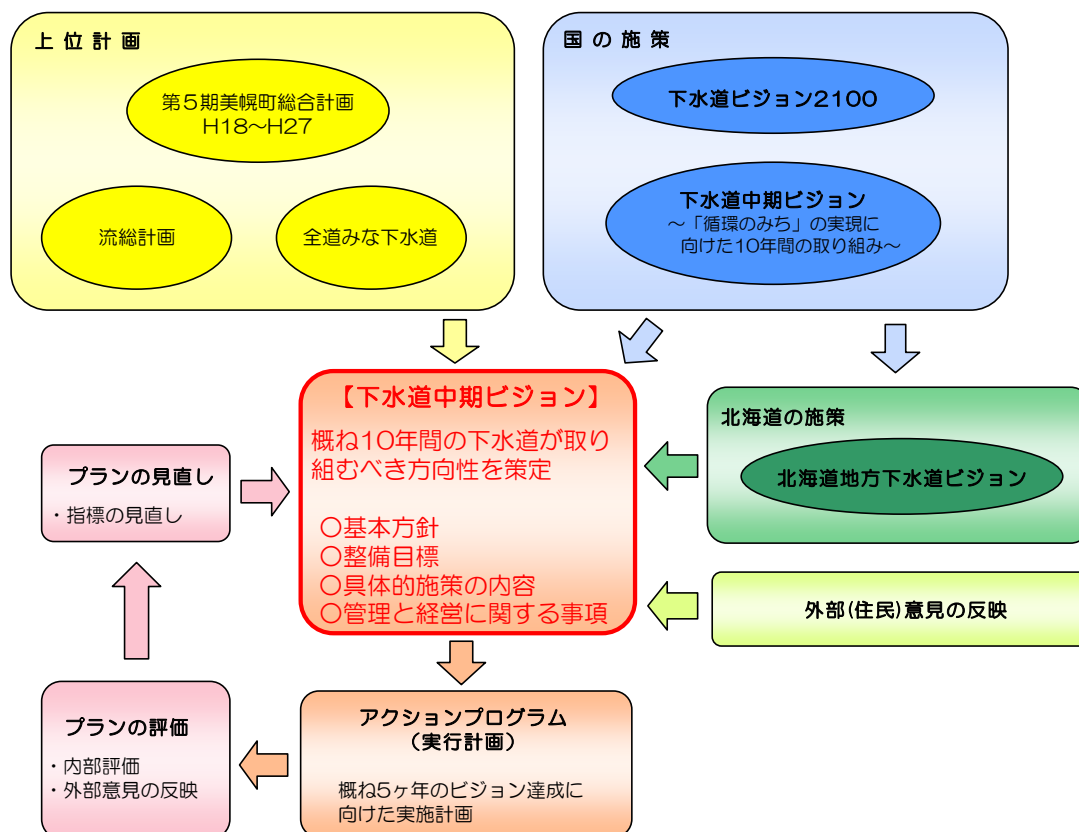 上位計画
第5期美幌町総合計画
H18～H27
流総計画
全道みな下水道
国の施策
下水道ビジョン2100
下水道中期ビジョン
～「循環のみち」の実現に
向けた10年間の取り組み～
【下水道中期ビジョン】
概ね10年間の下水道が取り
組むべき方向性を策定
○基本方針
○整備目標
○具体的施策の内容
○管理と経営に関する事項
北海道の施策
北海道地方下水道ビジョン
外部(住民)意見の反映
プランの見直し
・指標の見直し
プランの評価
・内部評価
・外部意見の反映
アクションプログラム
(実行計画)
概ね5ヶ年のビジョン達成に
向けた実施計画